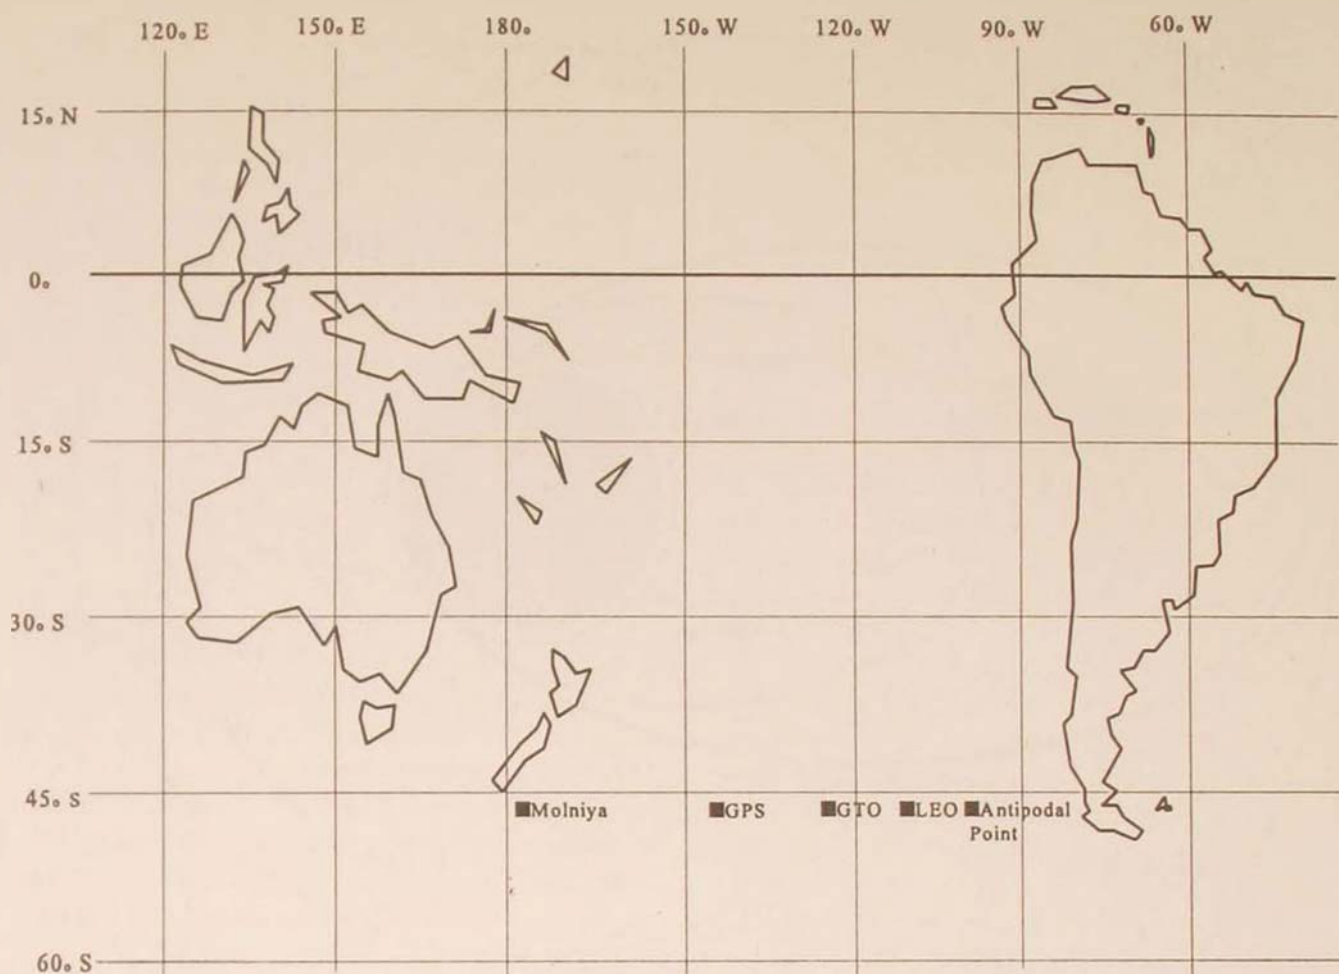 120° E 150° E 180° 150° W 120° W 90° W 60° W
15° N
0°
15° S
30° S
45° S
■Molniya ■GPS ■GTO ■LEO ■Antipodal
Point
60° S